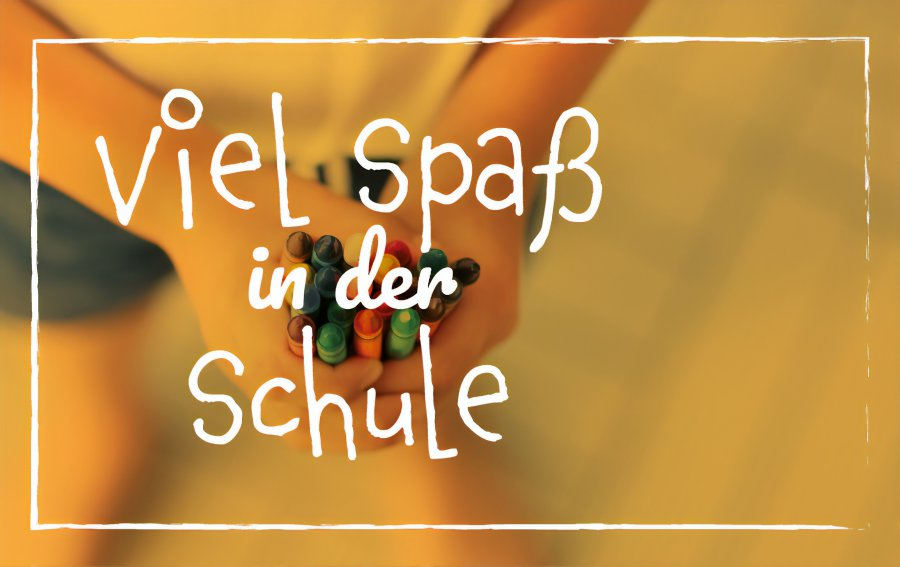 Viel Spaß
in der
Schule